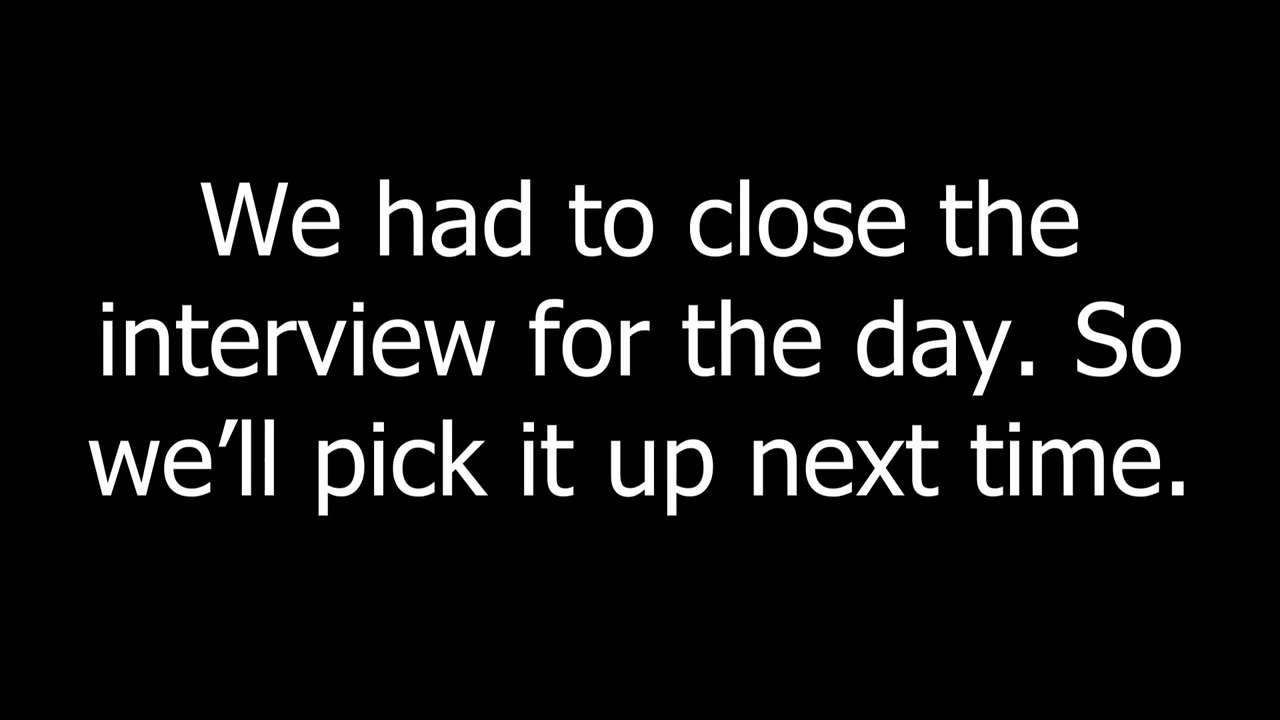 We had to close the
interview for the day. So
we’ll pick it up next time.